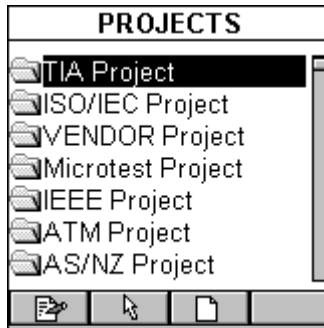 PROJECTS
TIA Project
ISO/IEC Project
VENDOR Project
Microtest Project
IEEE Project
ATM Project
AS/NZ Project